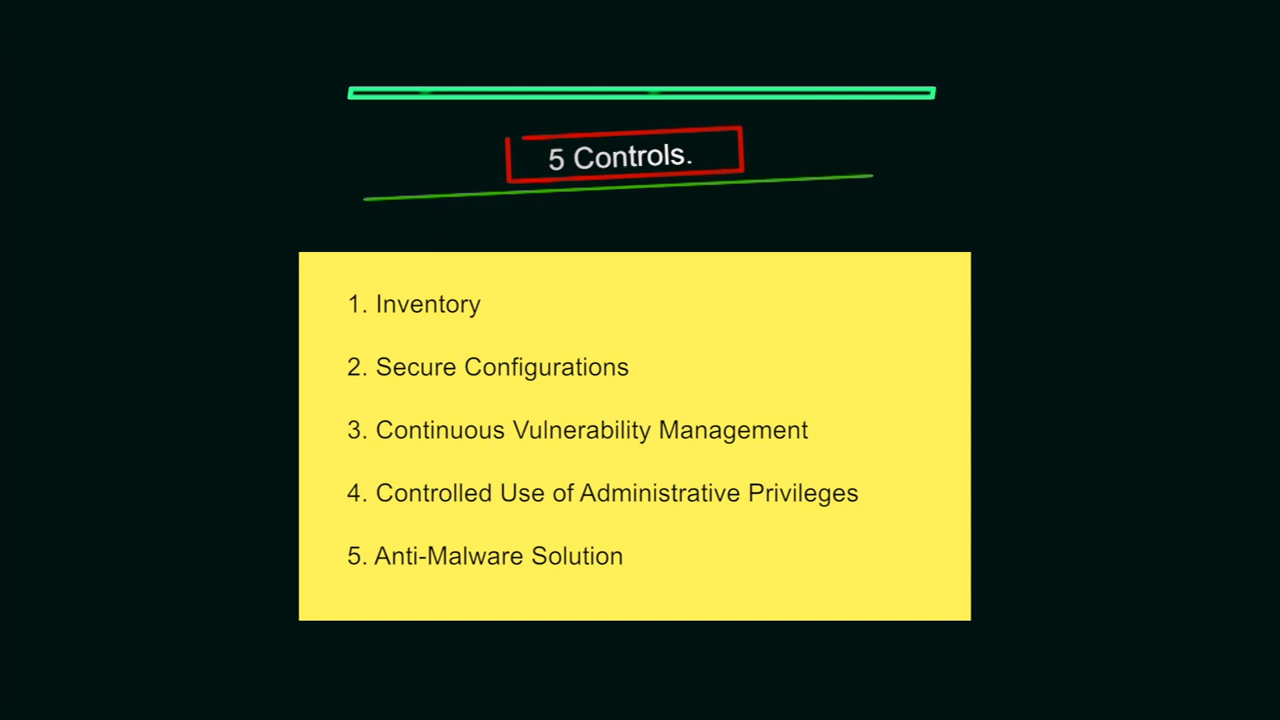 5 Controls.
1. Inventory
2. Secure Configurations
3. Continuous Vulnerability Management
4. Controlled Use of Administrative Privileges
5. Anti-Malware Solution